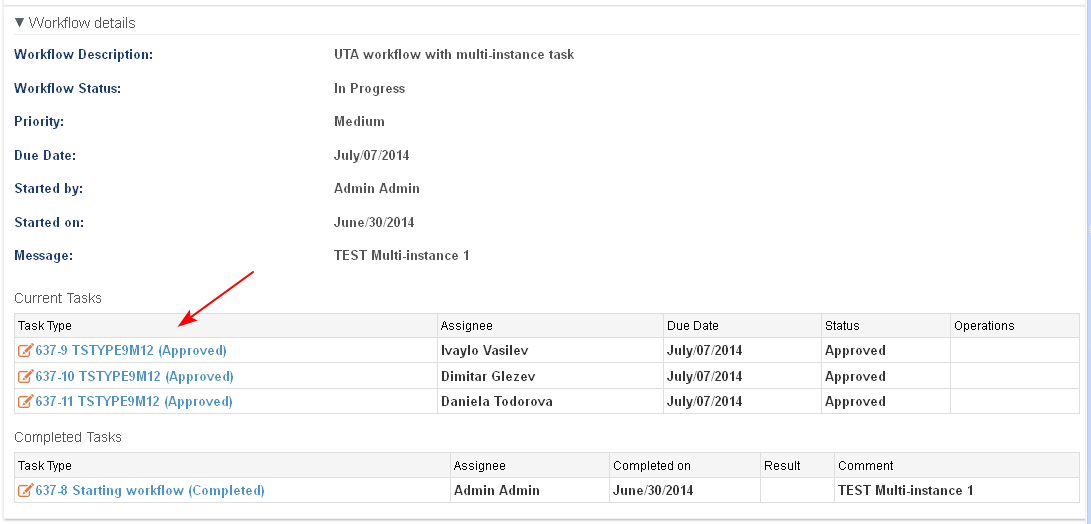 Workflow details
Workflow Description: UTA workflow with multi-instance task
Workflow Status: In Progress
Priority: Medium
Due Date: July/07/2014
Started by: Admin Admin
Started on: June/30/2014
Message: TEST Multi-instance 1
Current Tasks
Task Type Assignee Due Date Status Operations
637-9 TSTYPE9M12 (Approved) Ivaylo Vasilev July/07/2014 Approved
637-10 TSTYPE9M12 (Approved) Dimitar Glezev July/07/2014 Approved
637-11 TSTYPE9M12 (Approved) Daniela Todorova July/07/2014 Approved
Completed Tasks
Task Type Assignee Completed on Result Comment
637-8 Starting workflow (Completed) Admin Admin June/30/2014 TEST Multi-instance 1